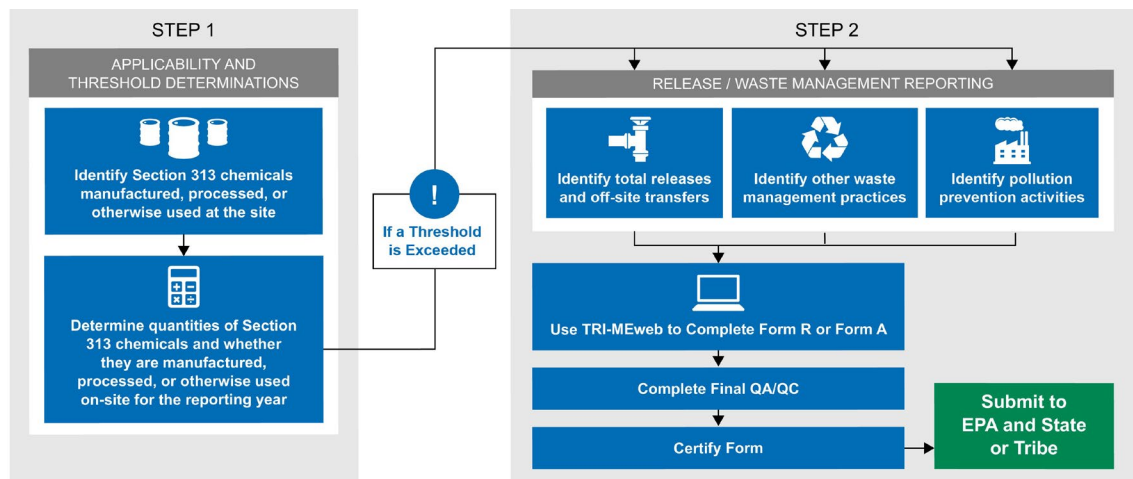 STEP 1
APPLICABILITY AND
THRESHOLD DETERMINATIONS
Identify Section 313 chemicals
manufactured, processed, or
otherwise used at the site
Determine quantities of Section
313 chemicals and whether
they are manufactured,
processed, or otherwise used
on-site for the reporting year
!
If a Threshold
is Exceeded
STEP 2
RELEASE / WASTE MANAGEMENT REPORTING
Identify total releases
and off-site transfers
Identify other waste
management practices
Identify pollution
prevention activities
Use TRI-MEweb to Complete Form R or Form A
Complete Final QA/QC
Certify Form
Submit to
EPA and State
or Tribe